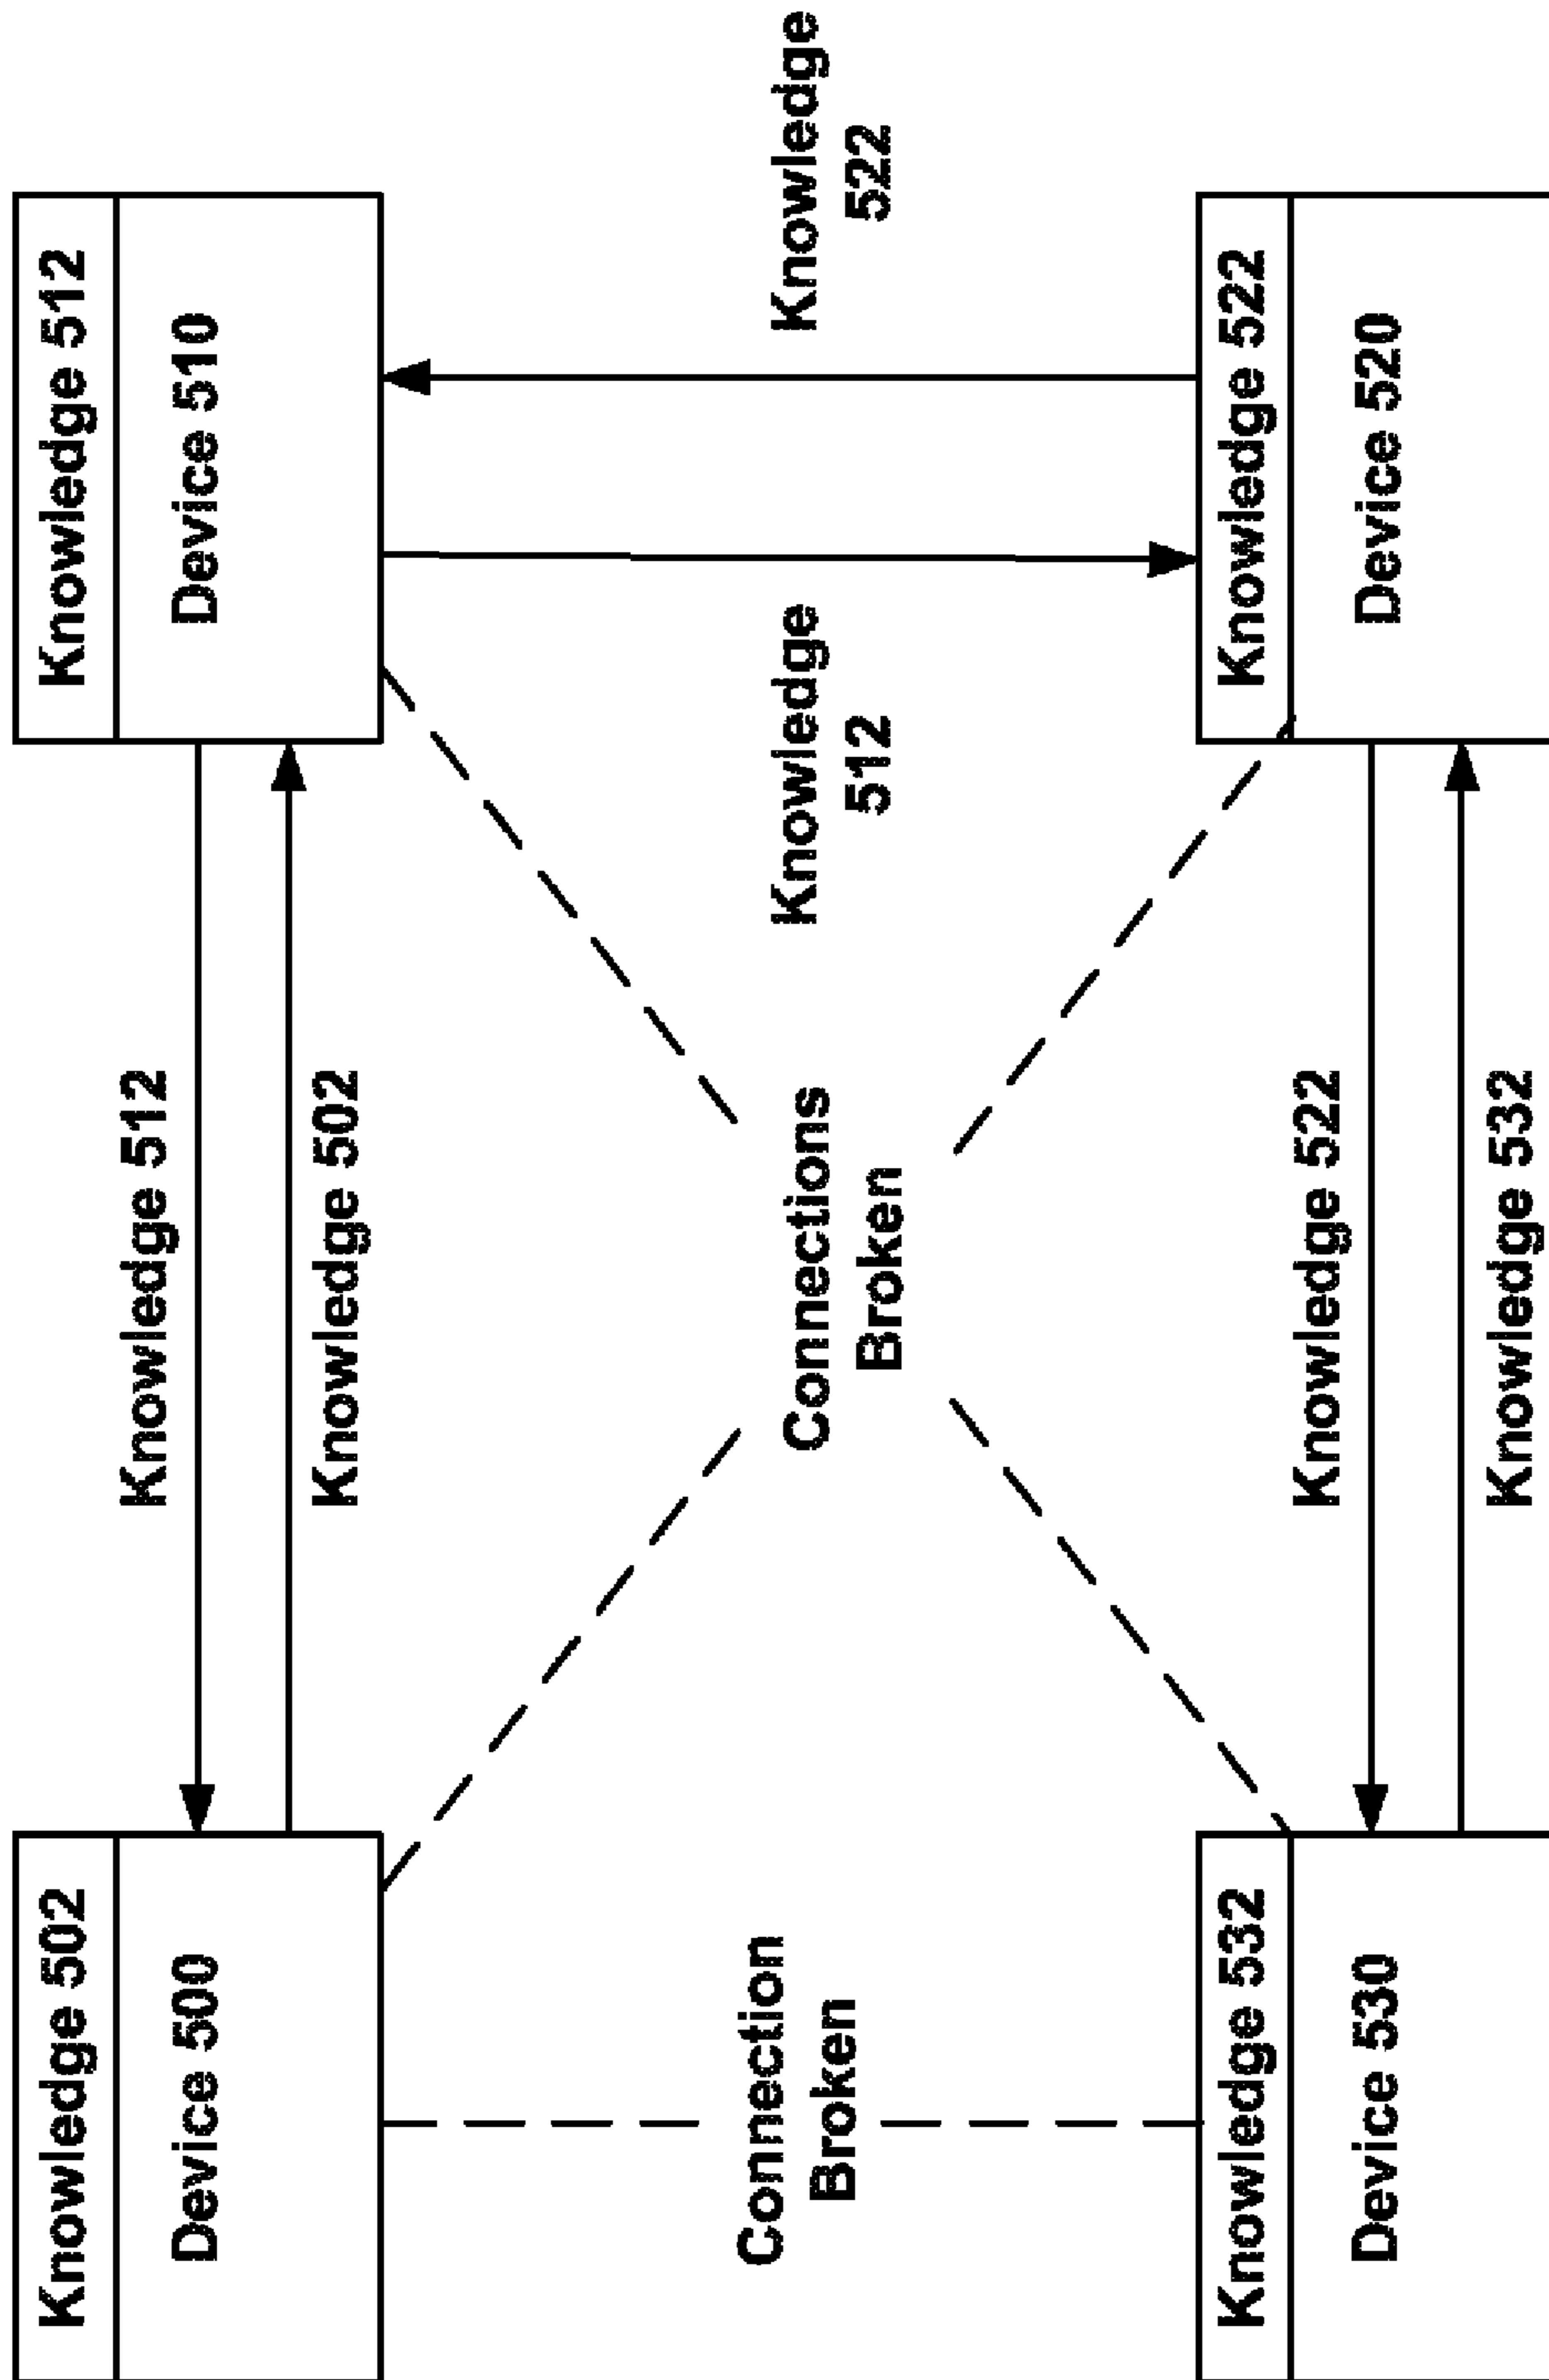 Knowledge 502
Device 500
Knowledge 512
Knowledge 502
Knowledge 512
Device 510
Connection
Broken
Connections
Broken
Knowledge
512
Knowledge
522
Knowledge 532
Device 530
Knowledge 522
Knowledge 532
Knowledge 522
Device 520